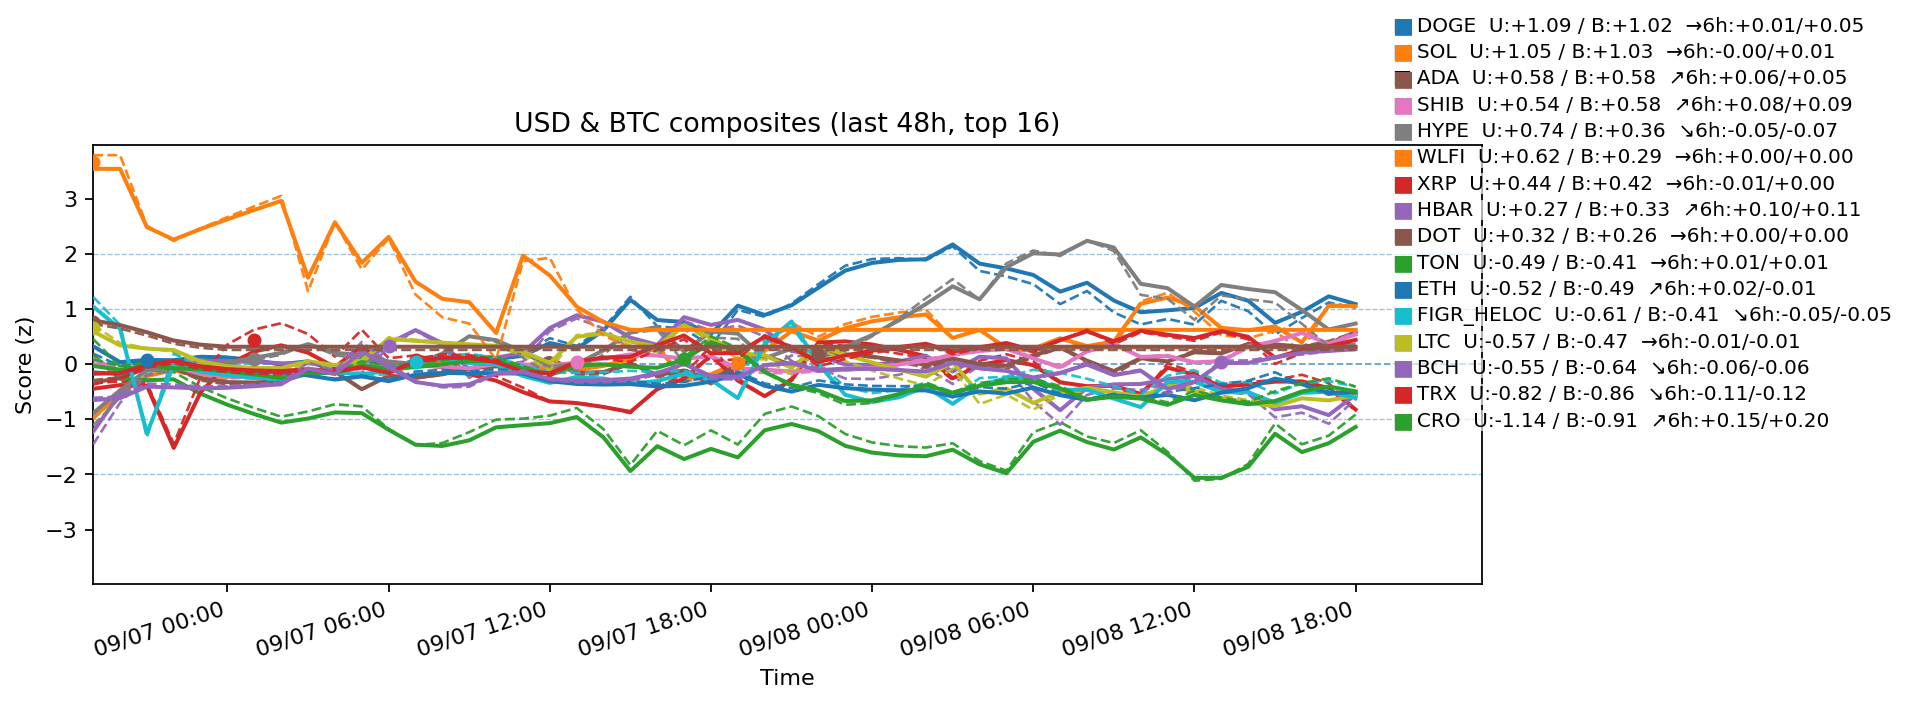 DOGE  U:+1.09 / B:+1.02  →6h:+0.01/+0.05
SOL  U:+1.05 / B:+1.03  →6h:-0.00/+0.01
ADA  U:+0.58 / B:+0.58  ↗6h:+0.06/+0.05
SHIB  U:+0.54 / B:+0.58  ↗6h:+0.08/+0.09
HYPE  U:+0.74 / B:+0.36  ↘6h:-0.05/-0.07
WLFI  U:+0.62 / B:+0.29  →6h:+0.00/+0.00
XRP  U:+0.44 / B:+0.42  →6h:-0.01/+0.00
HBAR  U:+0.27 / B:+0.33  ↗6h:+0.10/+0.11
DOT  U:+0.32 / B:+0.26  →6h:+0.00/+0.00
TON  U:-0.49 / B:-0.41  →6h:+0.01/+0.01
ETH  U:-0.52 / B:-0.49  ↗6h:+0.02/-0.01
FIGR_HELOC  U:-0.61 / B:-0.41  ↘6h:-0.05/-0.05
LTC  U:-0.57 / B:-0.47  →6h:-0.01/-0.01
BCH  U:-0.55 / B:-0.64  ↘6h:-0.06/-0.06
TRX  U:-0.82 / B:-0.86  ↘6h:-0.11/-0.12
CRO  U:-1.14 / B:-0.91  ↗6h:+0.15/+0.20
USD & BTC composites (last 48h, top 16)
Score (z)
3
2
1
0
−1
−2
−3
09/07 00:00
09/07 06:00
09/07 12:00
09/07 18:00
09/08 00:00
09/08 06:00
09/08 12:00
09/08 18:00
Time